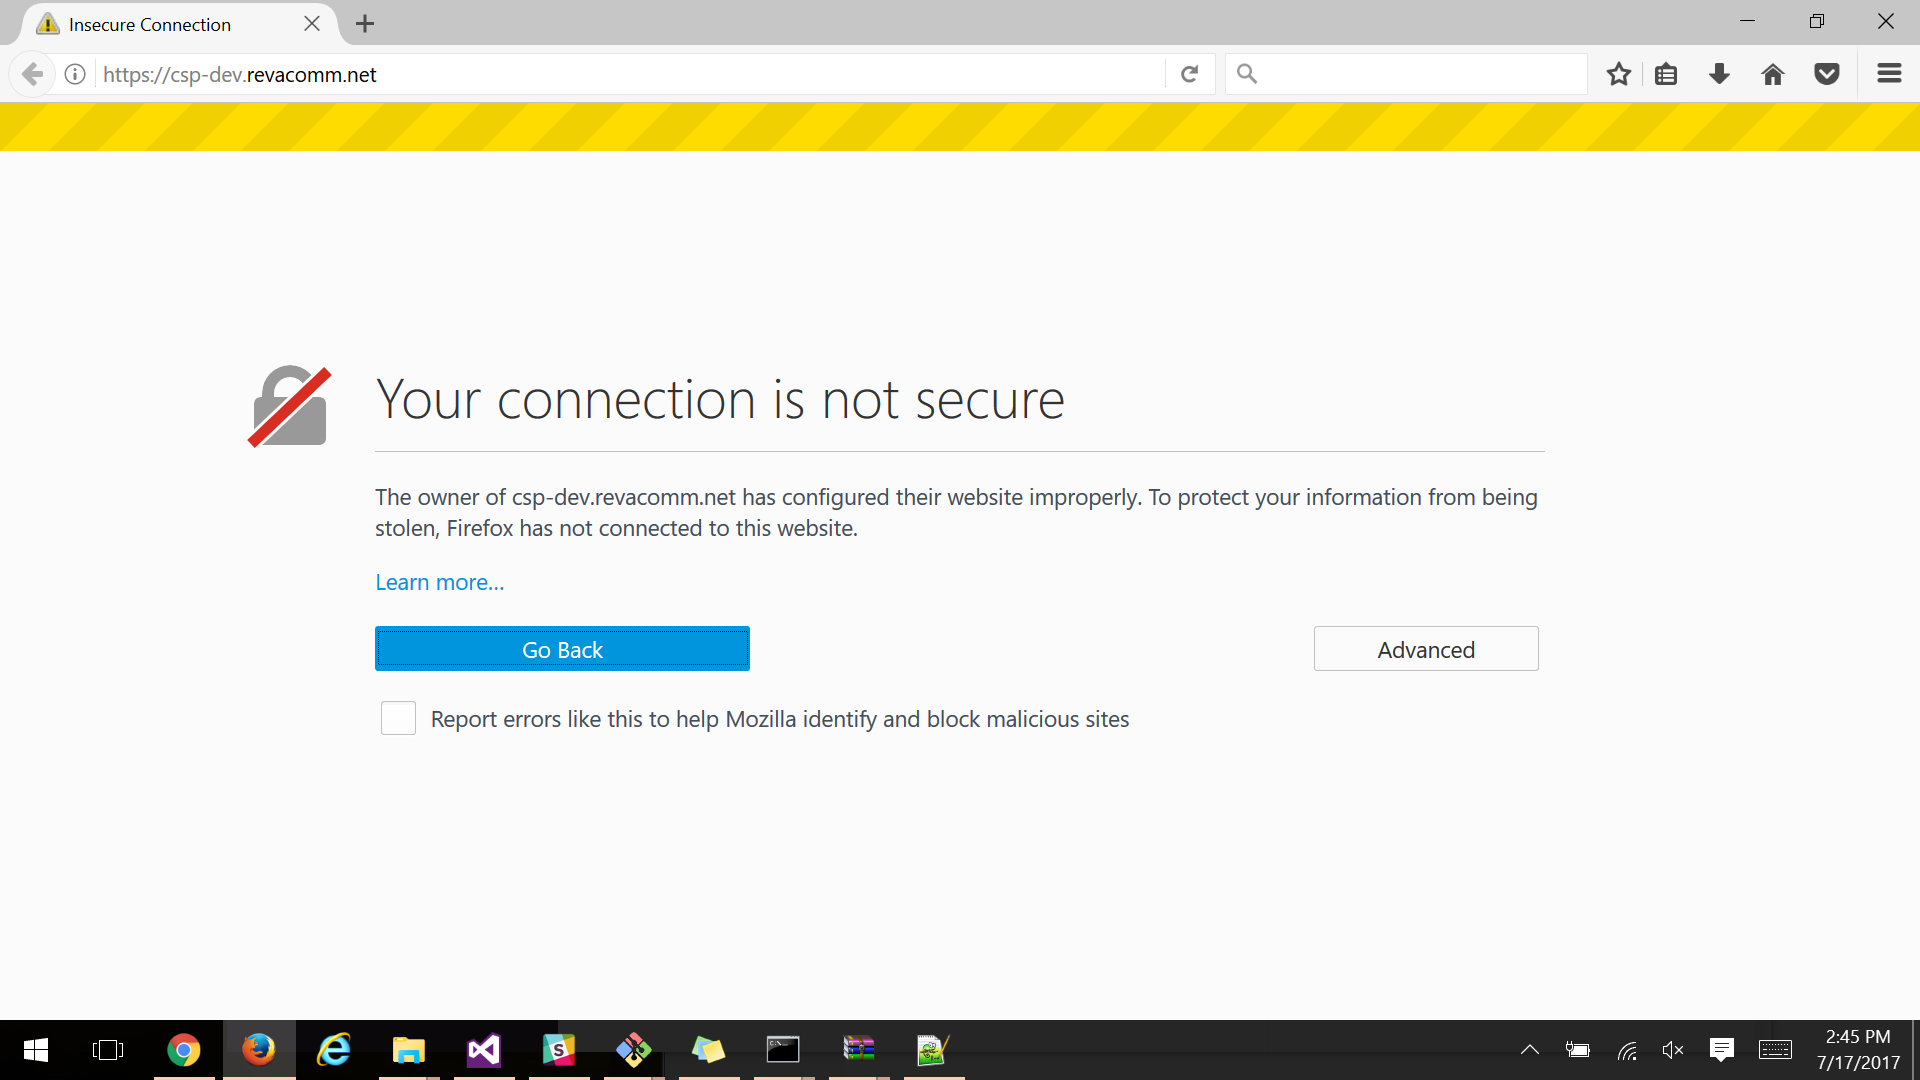 Insecure Connection
https://csp-dev.revacomm.net
Your connection is not secure
The owner of csp-dev.revacomm.net has configured their website improperly. To protect your information from being
stolen, Firefox has not connected to this website.
Learn more...
Go Back
Advanced
Report errors like this to help Mozilla identify and block malicious sites
2:45 PM
7/17/2017